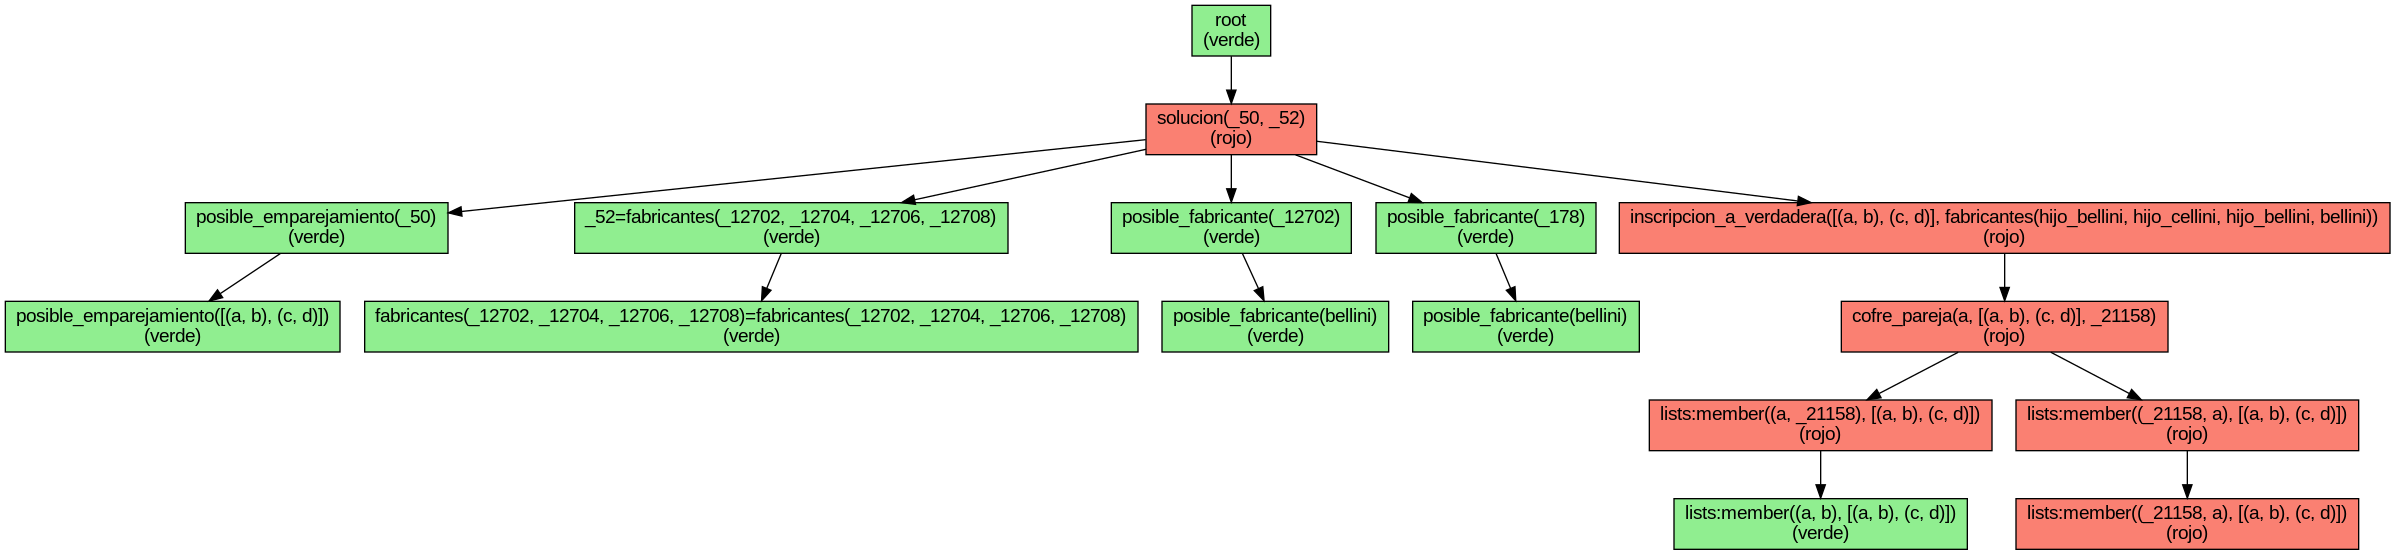 root
(verde)
solucion(_50, _52)
(rojo)
posible_emparejamiento(_50)
(verde)
_52=fabricantes(_12702, _12704, _12706, _12708)
(verde)
posible_fabricante(_12702)
(verde)
posible_fabricante(_178)
(verde)
inscripcion_a_verdadera([(a, b), (c, d)], fabricantes(hijo_bellini, hijo_cellini, hijo_bellini, bellini))
(rojo)
posible_emparejamiento([(a, b), (c, d)])
(verde)
fabricantes(_12702, _12704, _12706, _12708)=fabricantes(_12702, _12704, _12706, _12708)
(verde)
posible_fabricante(bellini)
(verde)
posible_fabricante(bellini)
(verde)
cofre_pareja(a, [(a, b), (c, d)], _21158)
(rojo)
lists:member((a, _21158), [(a, b), (c, d)])
(rojo)
lists:member((_21158, a), [(a, b), (c, d)])
(rojo)
lists:member((a, b), [(a, b), (c, d)])
(verde)
lists:member((_21158, a), [(a, b), (c, d)])
(rojo)